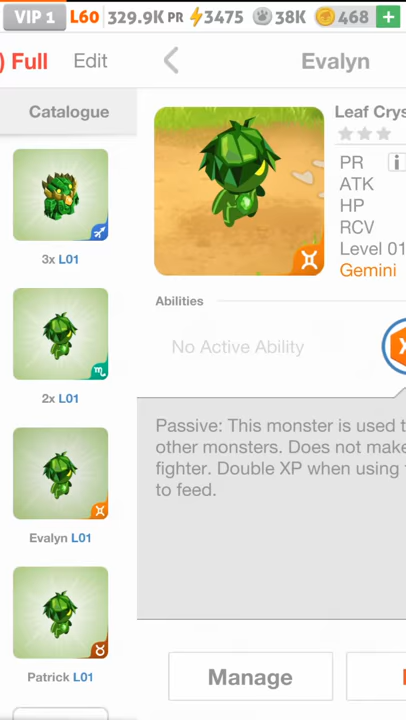 VIP 1 L60 329.9K PR 3475 38K 468 +
Full Edit
Evalyn
Catalogue
3x L01
2x L01
Evalyn L01
Patrick L01
Leaf Crys
PR i
ATK
HP
RCV
Level 01
Gemini
Abilities
No Active Ability
Passive: This monster is used t
other monsters. Does not make
fighter. Double XP when using
to feed.
Manage